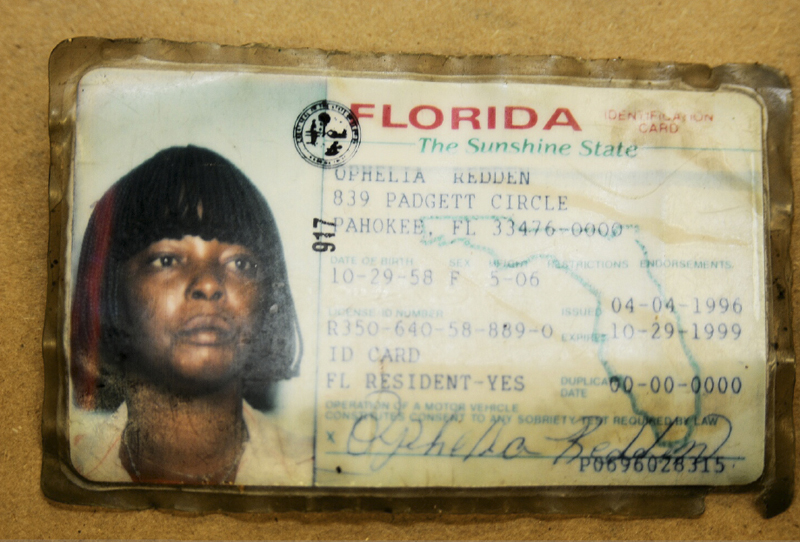 FLORIDA
IDENTIFICATION CARD
The Sunshine State
OPHELIA REDDEN
839 PADGETT CIRCLE
PAHOKEE, FL 33476-0000
917
DATE OF BIRTH SEX HEIGHT RESTRICTIONS ENDORSEMENTS
10-29-58 F 5-06
LICENSE ID NUMBER ISSUED 04-04-1996
R350-640-58-889-0 EXPIRES 10-29-1999
ID CARD
FL RESIDENT-YES DUPLICATE DATE 00-00-0000
OPERATION OF A MOTOR VEHICLE
CONSTITUTES CONSENT TO ANY SOBRIETY TEST REQUIRED BY LAW
X Ophelia Redden
P0696028315